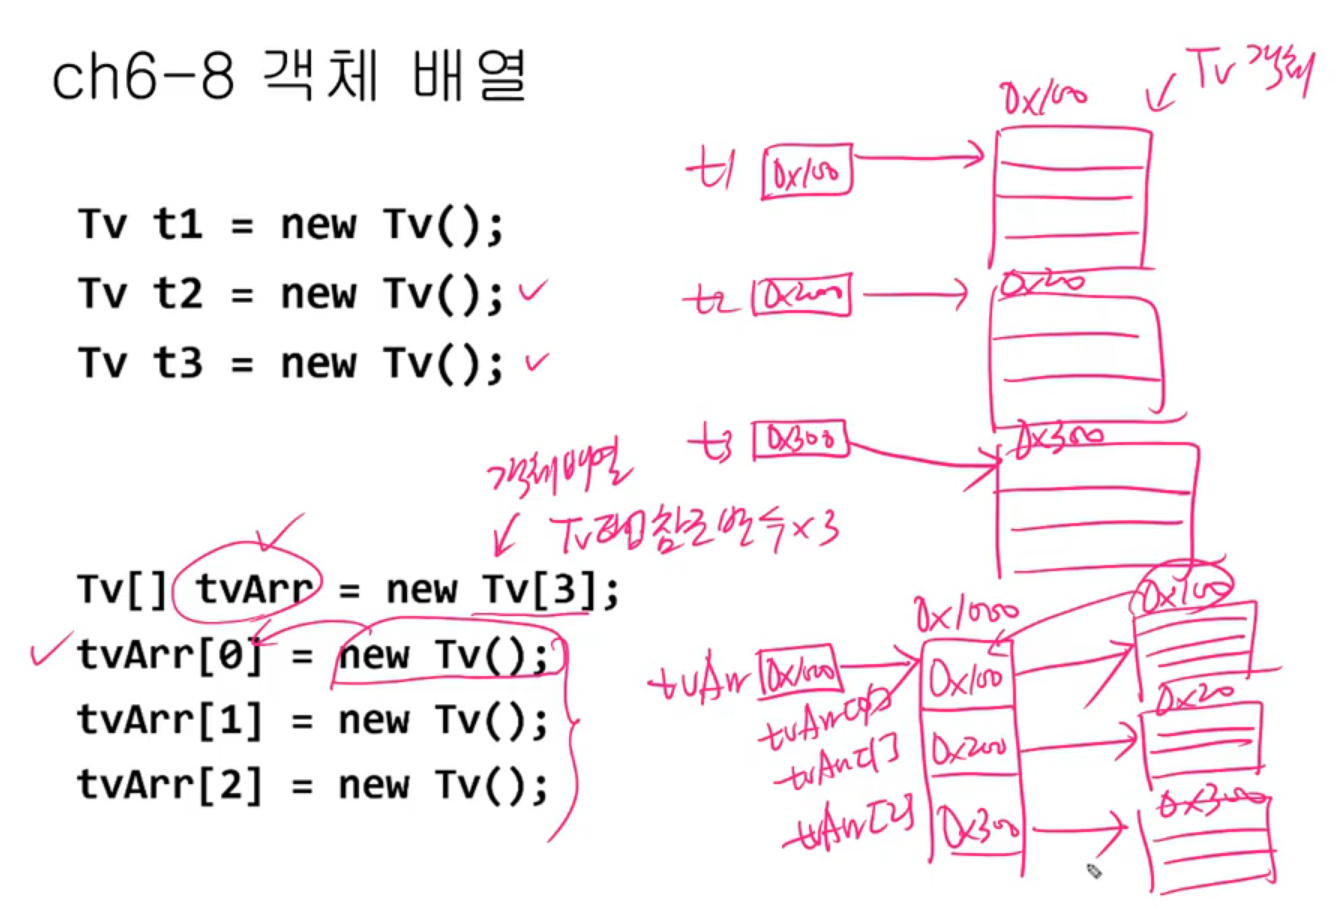 ch6-8 객체 배열
Tv t1 = new Tv();
Tv t2 = new Tv();
Tv t3 = new Tv();
객체배열
Tv타입참조변수×3
Tv[] tvArr = new Tv[3];
tvArr[0] = new Tv();
tvArr[1] = new Tv();
tvArr[2] = new Tv();
Tv 객체
0x100
t1 0x100
0x200
t2 0x200
0x300
t3 0x300
0x1000
0x100
tvArr
0x100
tvArr[0]
0x200
tvArr[1]
0x200
0x300
tvArr[2]
0x300